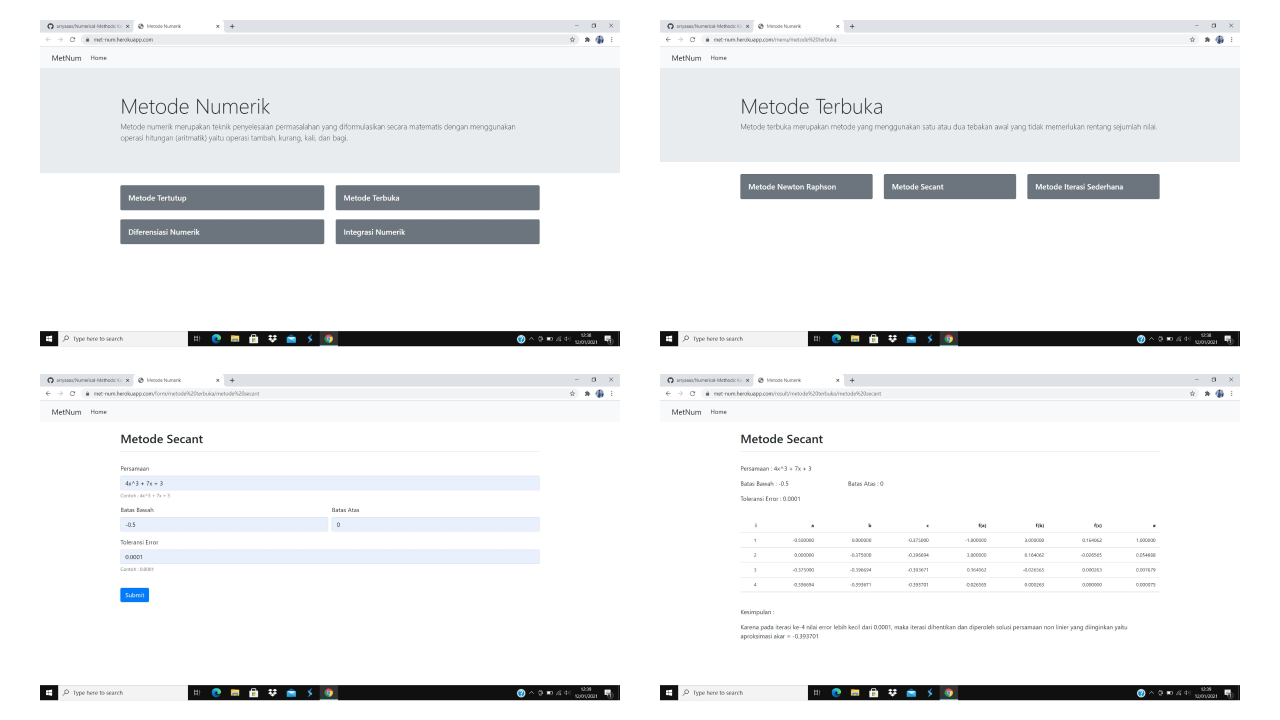 Metode Numerik
met-num.herokuapp.com
MetNum Home
Metode Numerik
Metode numerik merupakan teknik penyelesaian permasalahan yang diformulasikan secara matematis dengan menggunakan
operasi hitungan (aritmatik) yaitu operasi tambah, kurang, kali, dan bagi.
Metode Tertutup Metode Terbuka
Diferensiasi Numerik Integrasi Numerik
Type here to search
12:38
12/01/2021
Metode Numerik
met-num.herokuapp.com/menu/metode%20terbuka
MetNum Home
Metode Terbuka
Metode terbuka merupakan metode yang menggunakan satu atau dua tebakan awal yang tidak memerlukan rentang sejumlah nilai.
Metode Newton Raphson Metode Secant Metode Iterasi Sederhana
Type here to search
12:38
12/01/2021
Metode Numerik
met-num.herokuapp.com/form/metode%20terbuka/metode%20secant
MetNum Home
Metode Secant
Persamaan
4x^3 + 7x + 3
Contoh : 4x^3 + 7x + 3
Batas Bawah Batas Atas
-0.5 0
Toleransi Error
0.0001
Contoh : 0.0001
Submit
Type here to search
12:39
12/01/2021
Metode Numerik
met-num.herokuapp.com/result/metode%20terbuka/metode%20secant
MetNum Home
Metode Secant
Persamaan : 4x^3 + 7x + 3
Batas Bawah : -0.5 Batas Atas : 0
Toleransi Error : 0.0001
i a b c f(a) f(b) f(c) e
1 -0.500000 0.000000 -0.375000 -1.000000 3.000000 0.164062 1.000000
2 0.000000 -0.375000 -0.396694 3.000000 0.164062 -0.026565 0.054688
3 -0.375000 -0.396694 -0.393671 0.164062 -0.026565 0.000263 0.007679
4 -0.396694 -0.393671 -0.393701 -0.026565 0.000263 0.000000 0.000075
Kesimpulan :
Karena pada iterasi ke-4 nilai error lebih kecil dari 0.0001, maka iterasi dihentikan dan diperoleh solusi persamaan non linier yang diinginkan yaitu
aproksimasi akar = -0.393701
Type here to search
12:39
12/01/2021